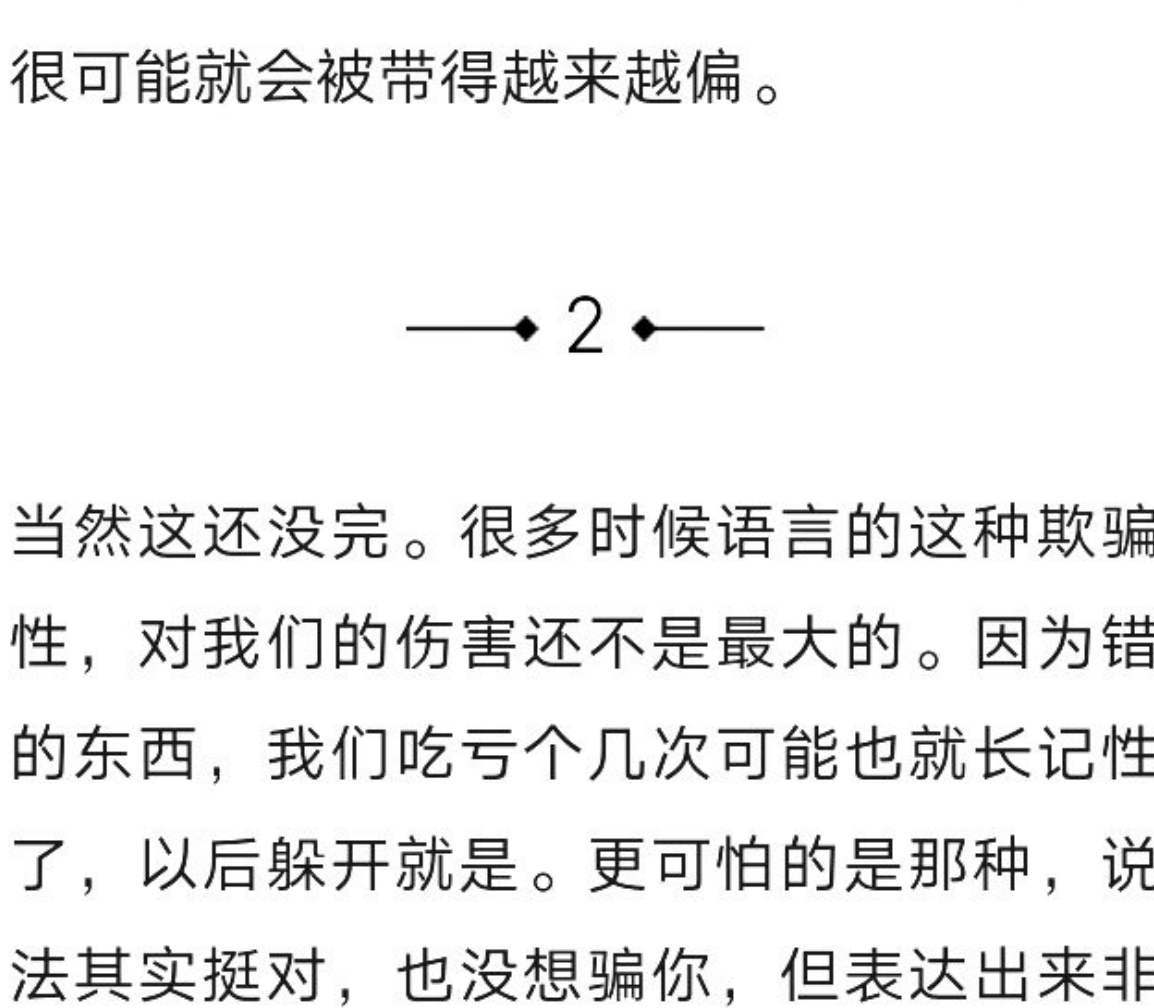 很可能就会被带得越来越偏。
2
当然这还没完。很多时候语言的这种欺骗
性，对我们的伤害还不是最大的。因为错
的东西，我们吃亏个几次可能也就长记性
了，以后躲开就是。更可怕的是那种，说
法其实挺对，也没想骗你，但表达出来非